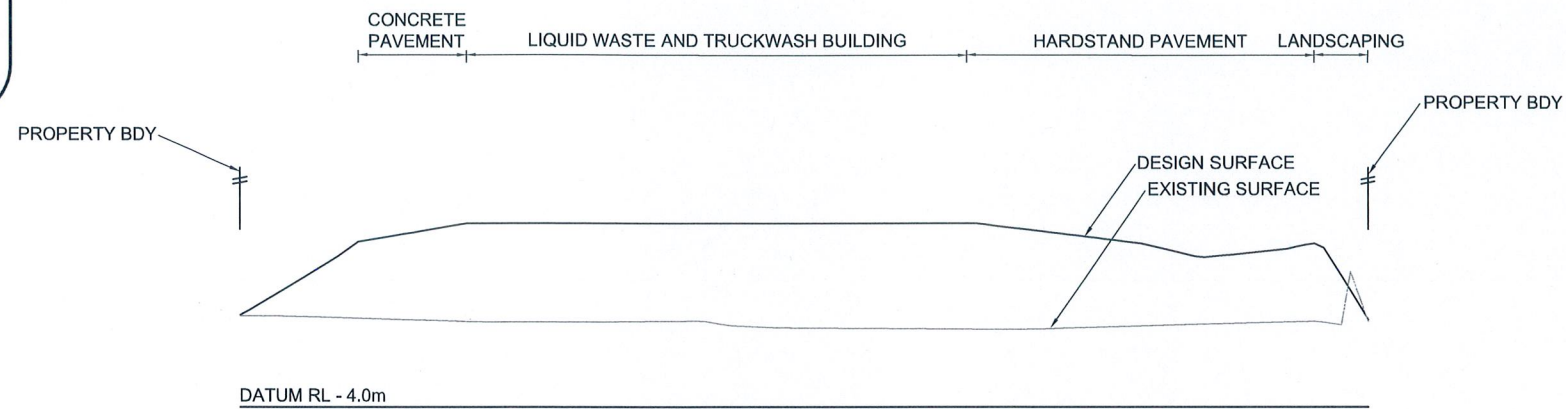 CONCRETE
PAVEMENT
LIQUID WASTE AND TRUCKWASH BUILDING
HARDSTAND PAVEMENT
LANDSCAPING
PROPERTY BDY
PROPERTY BDY
DESIGN SURFACE
EXISTING SURFACE
DATUM RL - 4.0m